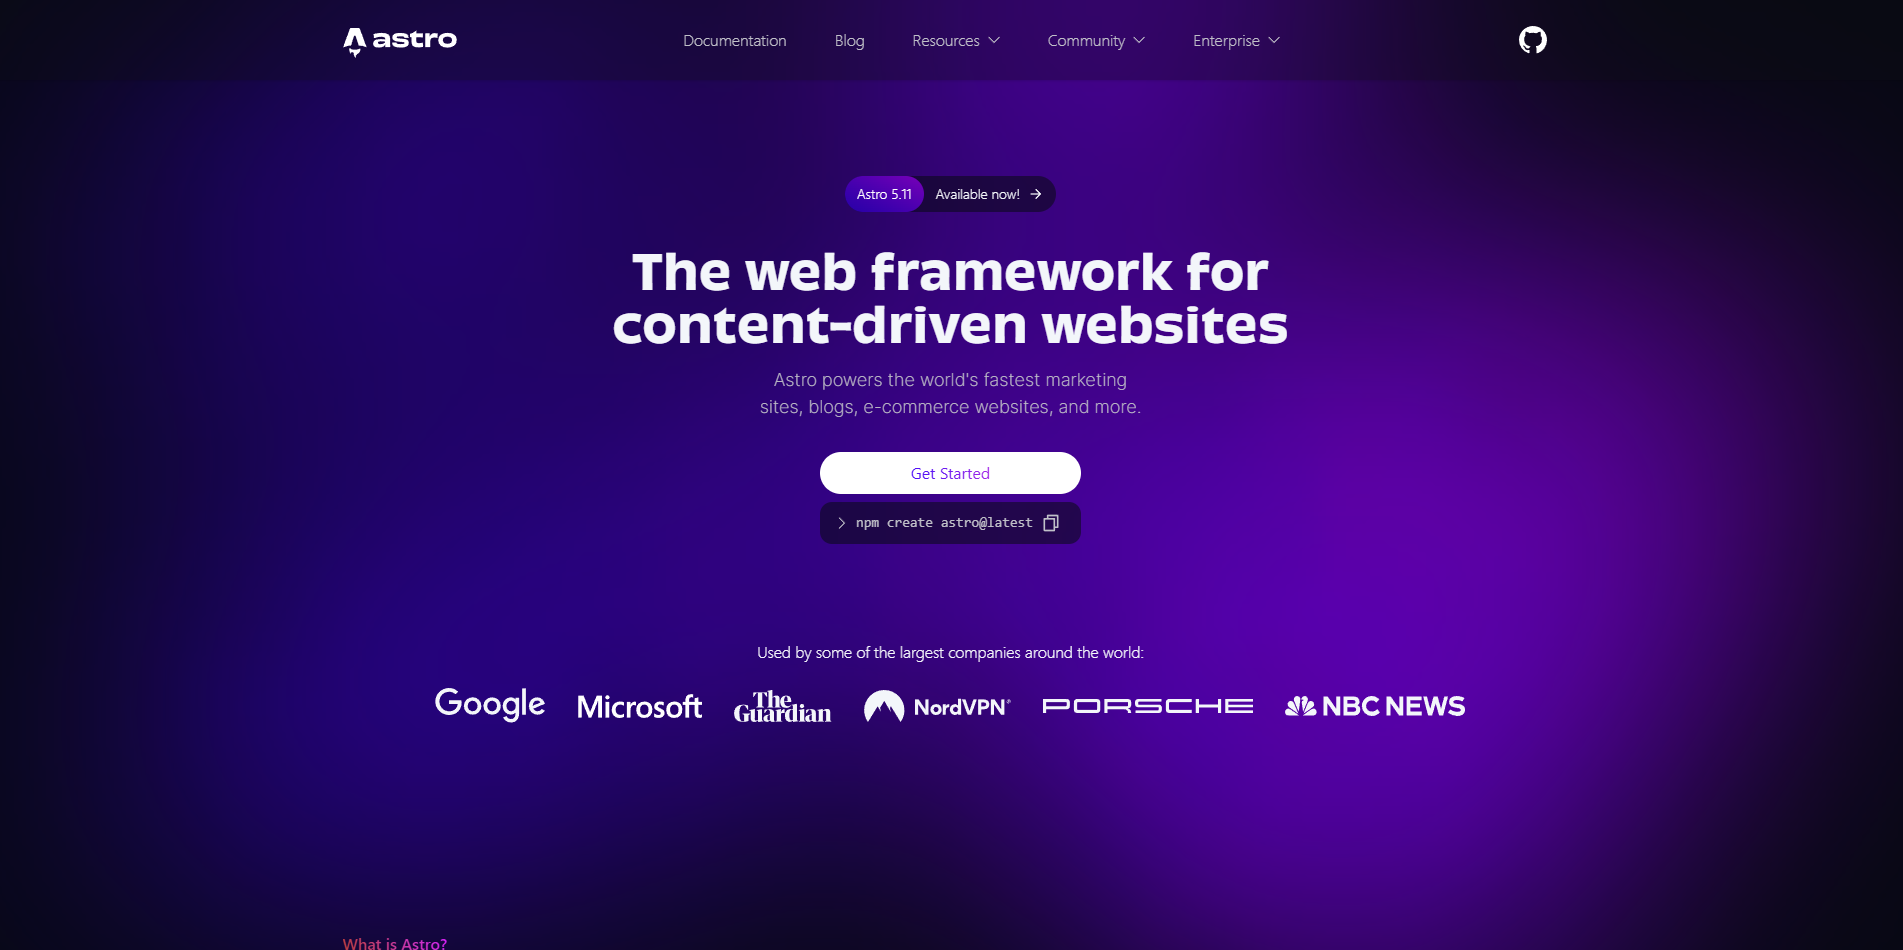 astro
Documentation
Blog
Resources
Community
Enterprise
Astro 5.11
Available now!
The web framework for
content-driven websites
Astro powers the world's fastest marketing
sites, blogs, e-commerce websites, and more.
Get Started
npm create astro@latest
Used by some of the largest companies around the world:
Google
Microsoft
The
Guardian
NordVPN®
PORSCHE
NBC NEWS
What is Astro?